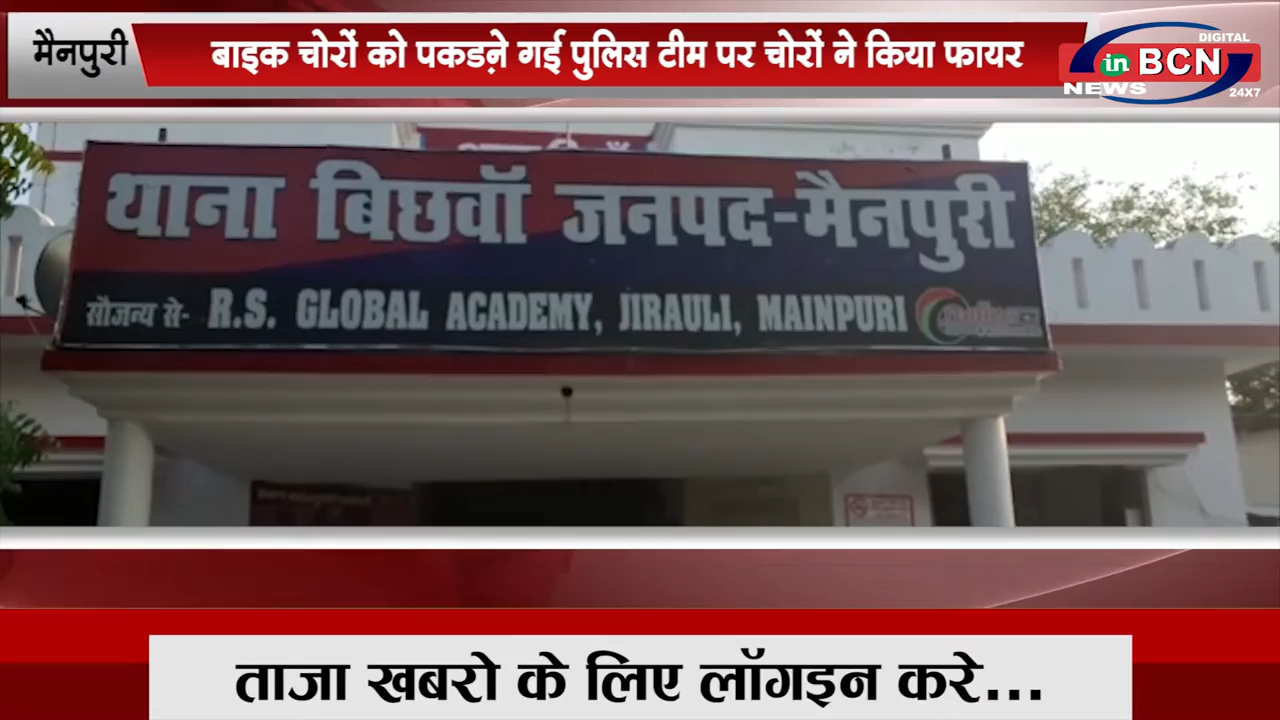 मैनपुरी
बाइक चोरों को पकडऩे गई पुलिस टीम पर चोरों ने किया फायर
DIGITAL
in BCN
NEWS
24X7
थाना बिछवॉ जनपद-मैनपुरी
सौजन्य से- R.S. GLOBAL ACADEMY, JIRAULI, MAINPURI
ताजा खबरो के लिए लॉगइन करे...